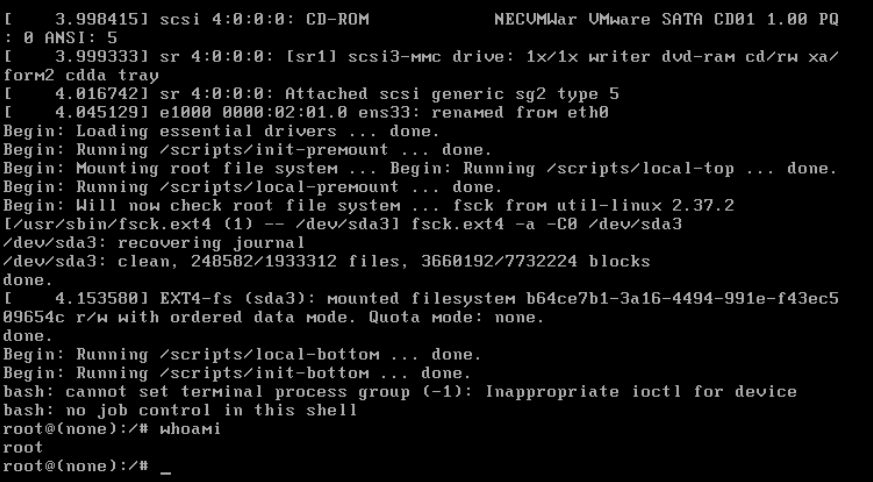 [    3.998415] scsi 4:0:0:0: CD-ROM            NECVMWar VMware SATA CD01 1.00 PQ
: 0 ANSI: 5
[    3.999333] sr 4:0:0:0: [sr1] scsi3-mmc drive: 1x/1x writer dvd-ram cd/rw xa/
form2 cdda tray
[    4.016742] sr 4:0:0:0: Attached scsi generic sg2 type 5
[    4.045129] e1000 0000:02:01.0 ens33: renamed from eth0
Begin: Loading essential drivers ... done.
Begin: Running /scripts/init-premount ... done.
Begin: Mounting root file system ... Begin: Running /scripts/local-top ... done.
Begin: Running /scripts/local-premount ... done.
Begin: Will now check root file system ... fsck from util-linux 2.37.2
[/usr/sbin/fsck.ext4 (1) -- /dev/sda3] fsck.ext4 -a -C0 /dev/sda3
/dev/sda3: recovering journal
/dev/sda3: clean, 248582/1933312 files, 3660192/7732224 blocks
done.
[    4.153580] EXT4-fs (sda3): mounted filesystem b64ce7b1-3a16-4494-991e-f43ec5
09654c r/w with ordered data mode. Quota mode: none.
done.
Begin: Running /scripts/local-bottom ... done.
Begin: Running /scripts/init-bottom ... done.
bash: cannot set terminal process group (-1): Inappropriate ioctl for device
bash: no job control in this shell
root@(none):/# whoami
root
root@(none):/# _